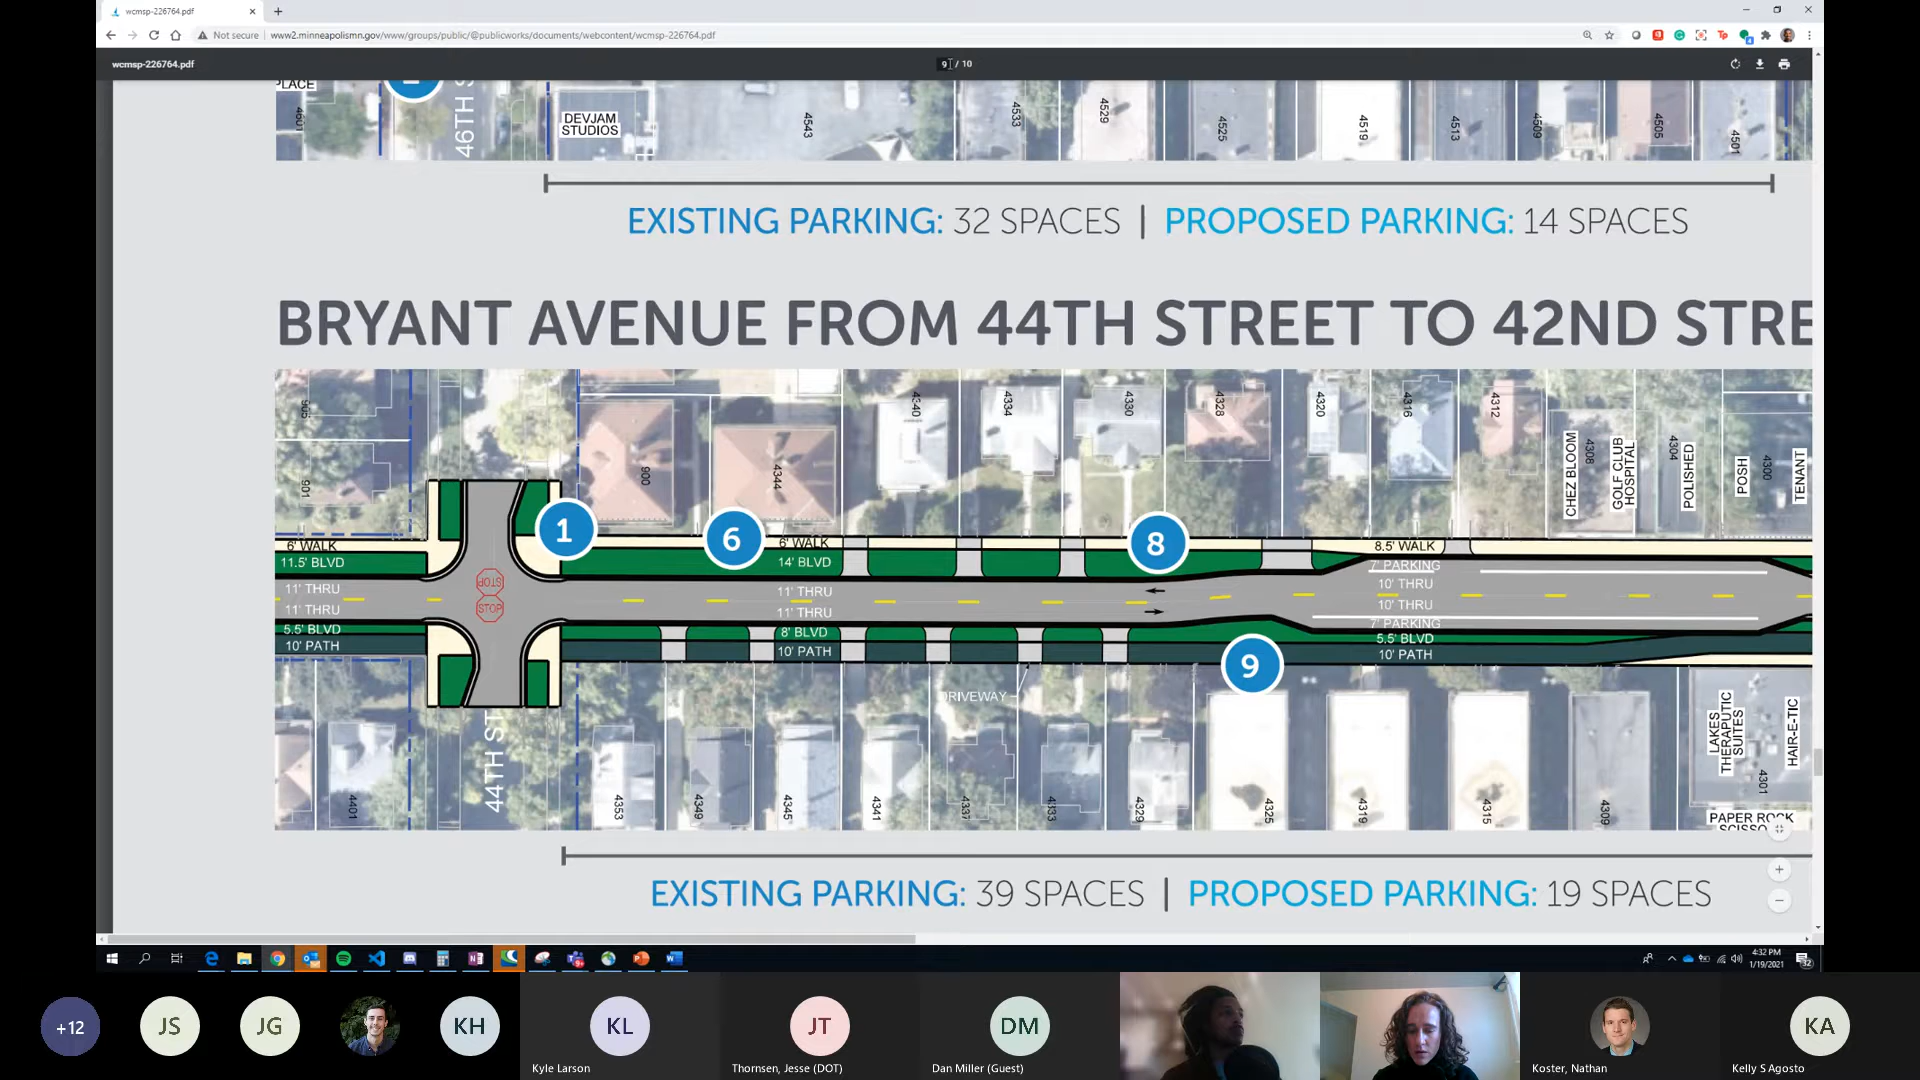 wcmsp-226764.pdf
Not secure
www2.minneapolismn.gov/www/groups/public/@publicworks/documents/webcontent/wcmsp-226764.pdf
wcmsp-226764.pdf
9 / 10
PLACE
4601
46TH S
DEVJAM
STUDIOS
4543
4533
4529
4525
4519
4513
4509
4505
4501
EXISTING PARKING: 32 SPACES | PROPOSED PARKING: 14 SPACES
BRYANT AVENUE FROM 44TH STREET TO 42ND STRE
905
901
900
4344
4340
4334
4330
4328
4320
4316
4312
CHEZ BLOOM
4308
GOLF CLUB
HOSPITAL
4304
POLISHED
POSH
4300
TENANT
1
6
8
6' WALK
11.5' BLVD
11' THRU
11' THRU
5.5' BLVD
10' PATH
STOP
STOP
6' WALK
14' BLVD
11' THRU
11' THRU
8' BLVD
10' PATH
8.5' WALK
7' PARKING
10' THRU
10' THRU
7' PARKING
5.5' BLVD
10' PATH
9
DRIVEWAY
44TH ST
4401
4353
4349
4345
4341
4337
4333
4329
4325
4319
4315
4309
LAKES
THERAPUTIC
SUITES
4301
HAIR-E-TIC
PAPER ROCK
SCISSO
EXISTING PARKING: 39 SPACES | PROPOSED PARKING: 19 SPACES
4:32 PM
1/19/2021
32
+12
JS
JG
KH
KL
Kyle Larson
JT
Thornsen, Jesse (DOT)
DM
Dan Miller (Guest)
Koster, Nathan
KA
Kelly S Agosto